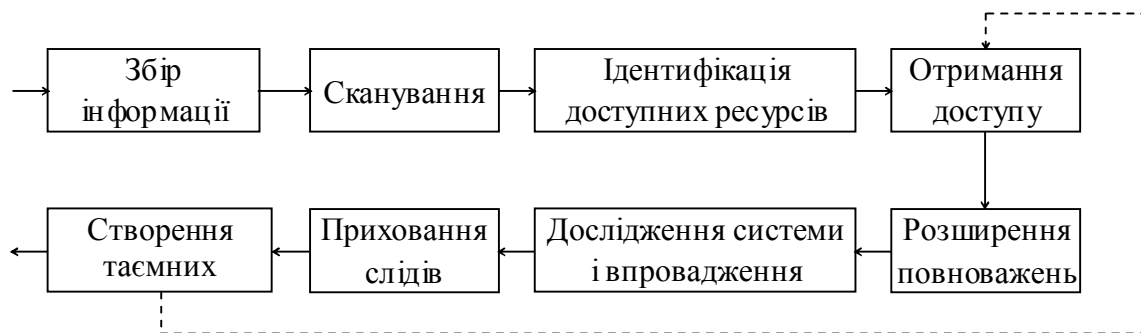 Збір
інформації
Сканування
Ідентифікація
доступних ресурсів
Отримання
доступу
Створення
таємних
Приховання
слідів
Дослідження системи
і впровадження
Розширення
повноважень